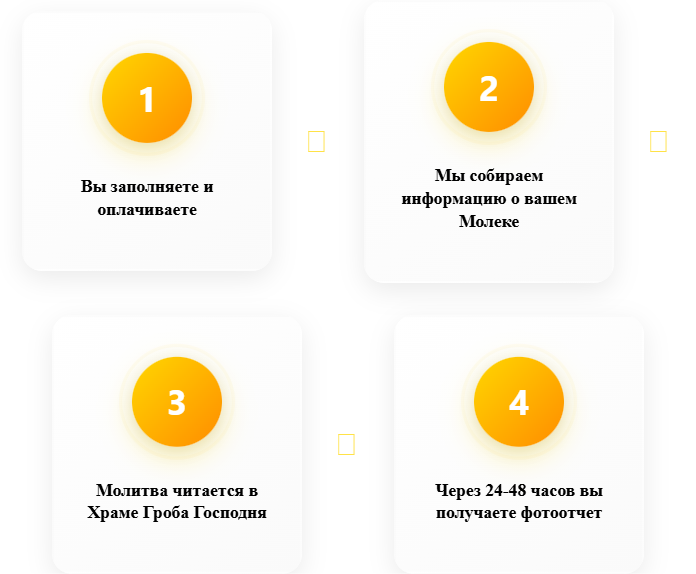 1
Вы заполняете и
оплачиваете
2
Мы собираем
информацию о вашем
Молеке
3
Молитва читается в
Храме Гроба Господня
4
Через 24-48 часов вы
получаете фотоотчет